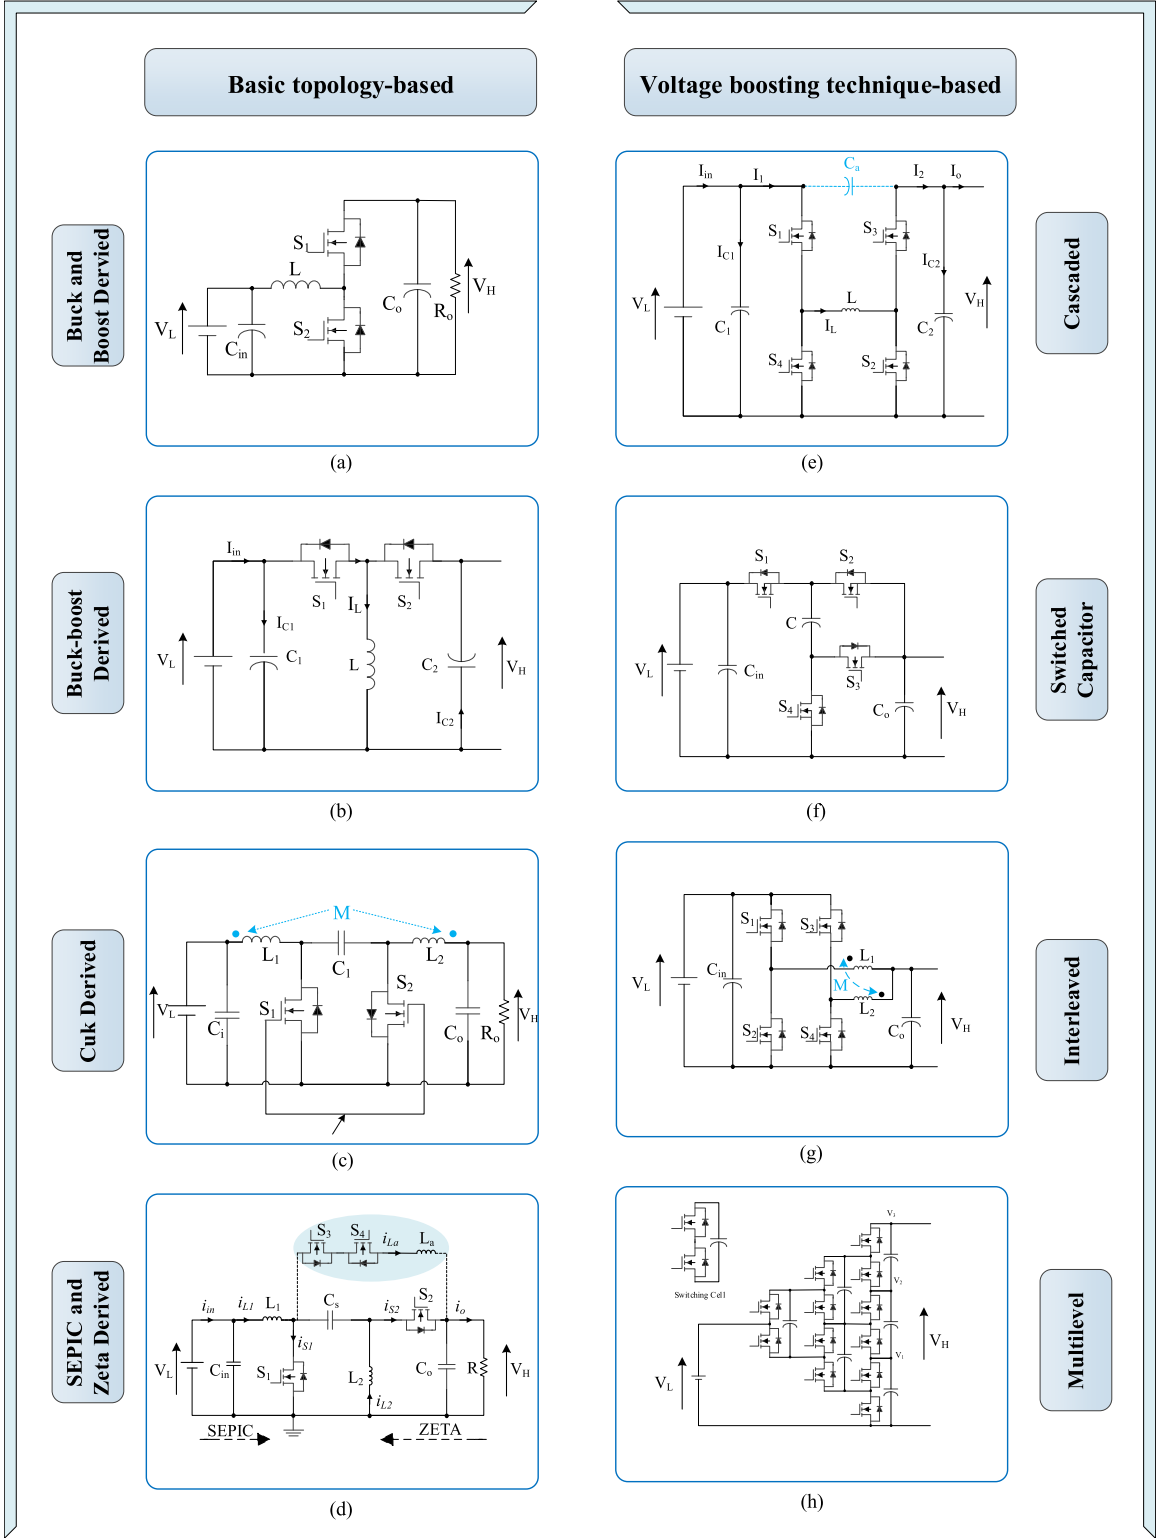 Basic topology-based
Voltage boosting technique-based
Buck and
Boost Dervied
S1
L
S2
VL
Cin
Co
Ro
VH
(a)
Iin
I1
Ca
I2
Io
S1
S3
IC1
IC2
L
IL
VL
C1
C2
VH
S4
S2
(e)
Cascaded
Buck-boost
Derived
Iin
S1
IL
S2
IC1
VL
C1
L
C2
VH
IC2
(b)
S1
S2
C
VL
Cin
S3
S4
Co
VH
(f)
Switched
Capacitor
Cuk Derived
M
L1
C1
L2
S2
VL
Ci
S1
Co
Ro
VH
(c)
S1
S3
L1
Cin
VL
M
L2
S2
S4
Co
VH
(g)
Interleaved
SEPIC and
Zeta Derived
S3
S4
iLa
La
iin
iL1
L1
Cs
iS2
S2
io
iS1
VL
Cin
S1
L2
Co
R
VH
iL2
SEPIC
ZETA
(d)
Switching Cell
V3
V2
V1
VH
VL
(h)
Multilevel